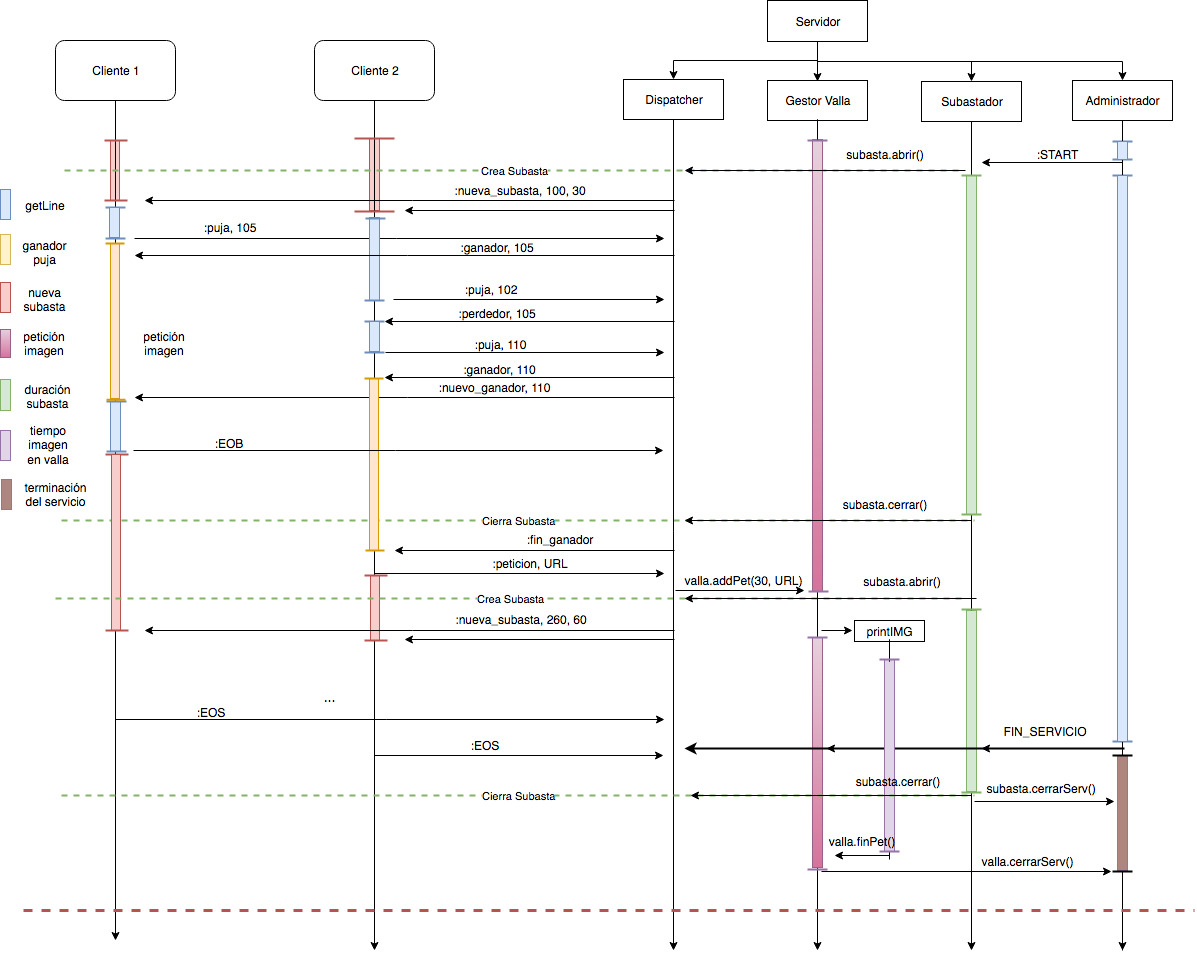 Servidor
Cliente 1
Cliente 2
Dispatcher
Gestor Valla
Subastador
Administrador
subasta.abrir()
:START
Crea Subasta
:nueva_subasta, 100, 30
getLine
:puja, 105
ganador
puja
:ganador, 105
nueva
subasta
:puja, 102
:perdedor, 105
petición
imagen
petición
imagen
:puja, 110
:ganador, 110
:nuevo_ganador, 110
duración
subasta
tiempo
imagen
en valla
:EOB
terminación
del servicio
subasta.cerrar()
Cierra Subasta
:fin_ganador
:peticion, URL
valla.addPet(30, URL)
subasta.abrir()
Crea Subasta
:nueva_subasta, 260, 60
printIMG
...
:EOS
FIN_SERVICIO
:EOS
subasta.cerrar()
subasta.cerrarServ()
Cierra Subasta
valla.finPet()
valla.cerrarServ()